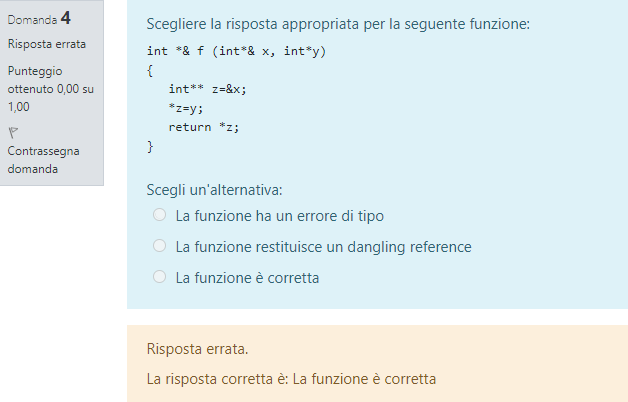 Domanda 4
Risposta errata
Punteggio
ottenuto 0,00 su
1,00
Contrassegna
domanda
Scegliere la risposta appropriata per la seguente funzione:
int *& f (int*& x, int*y)
{
int** z=&x;
*z=y;
return *z;
}
Scegli un'alternativa:
La funzione ha un errore di tipo
La funzione restituisce un dangling reference
La funzione è corretta
Risposta errata.
La risposta corretta è: La funzione è corretta